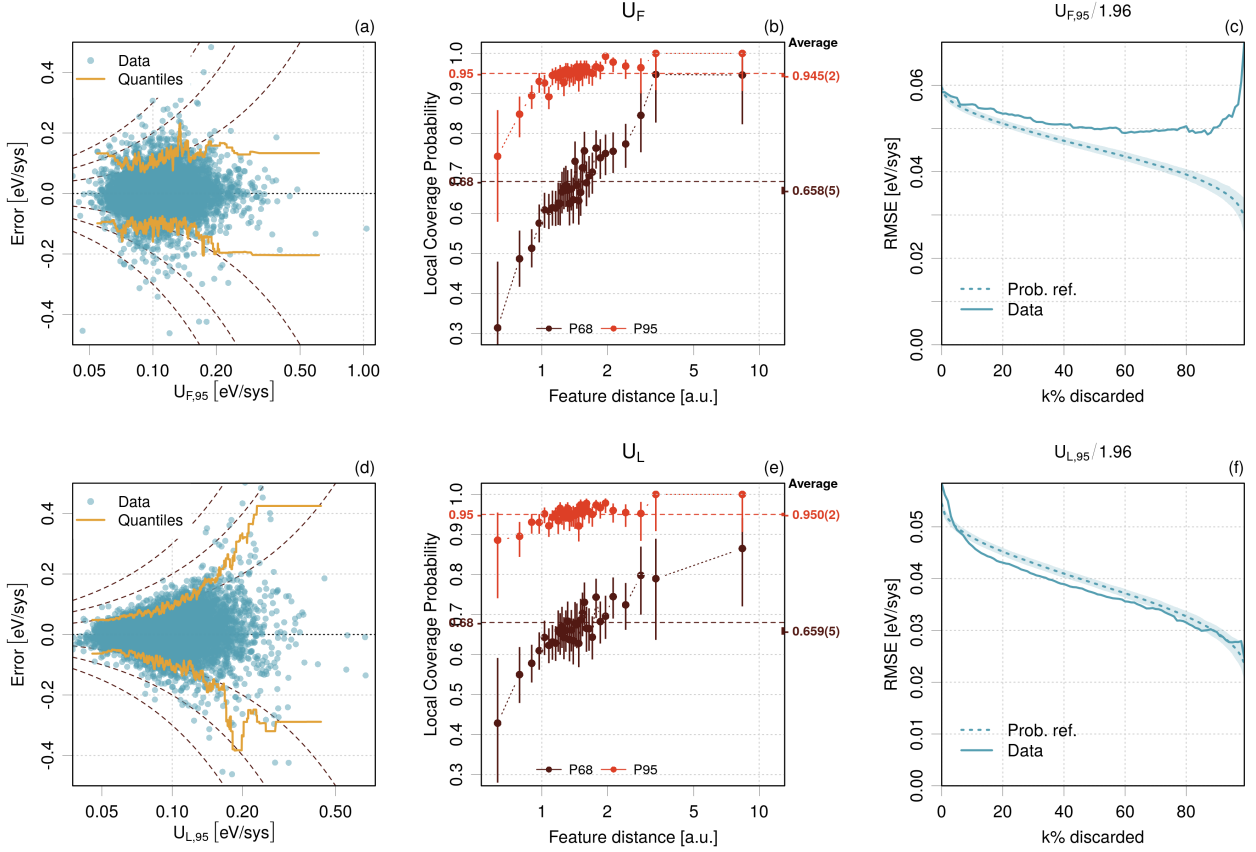 (a)
Data
Quantiles
Error [eV/sys]
0.4
0.2
0.0
-0.2
-0.4
0.05 0.10 0.20 0.50 1.00
U_F,95 [eV/sys]
U_F
(b)
Average
Local Coverage Probability
1.0
0.95
0.9
0.8
0.7
0.68
0.6
0.5
0.4
0.3
0.945(2)
0.658(5)
P68 P95
1 2 5 10
Feature distance [a.u.]
U_F,95/1.96
(c)
RMSE [eV/sys]
0.06
0.04
0.02
0.00
Prob. ref.
Data
0 20 40 60 80
k% discarded
(d)
Data
Quantiles
Error [eV/sys]
0.4
0.2
0.0
-0.2
-0.4
0.05 0.10 0.20 0.50
U_L,95 [eV/sys]
U_L
(e)
Average
Local Coverage Probability
1.0
0.95
0.9
0.8
0.7
0.68
0.6
0.5
0.4
0.3
0.950(2)
0.659(5)
P68 P95
1 2 5 10
Feature distance [a.u.]
U_L,95/1.96
(f)
RMSE [eV/sys]
0.05
0.04
0.03
0.02
0.01
0.00
Prob. ref.
Data
0 20 40 60 80
k% discarded